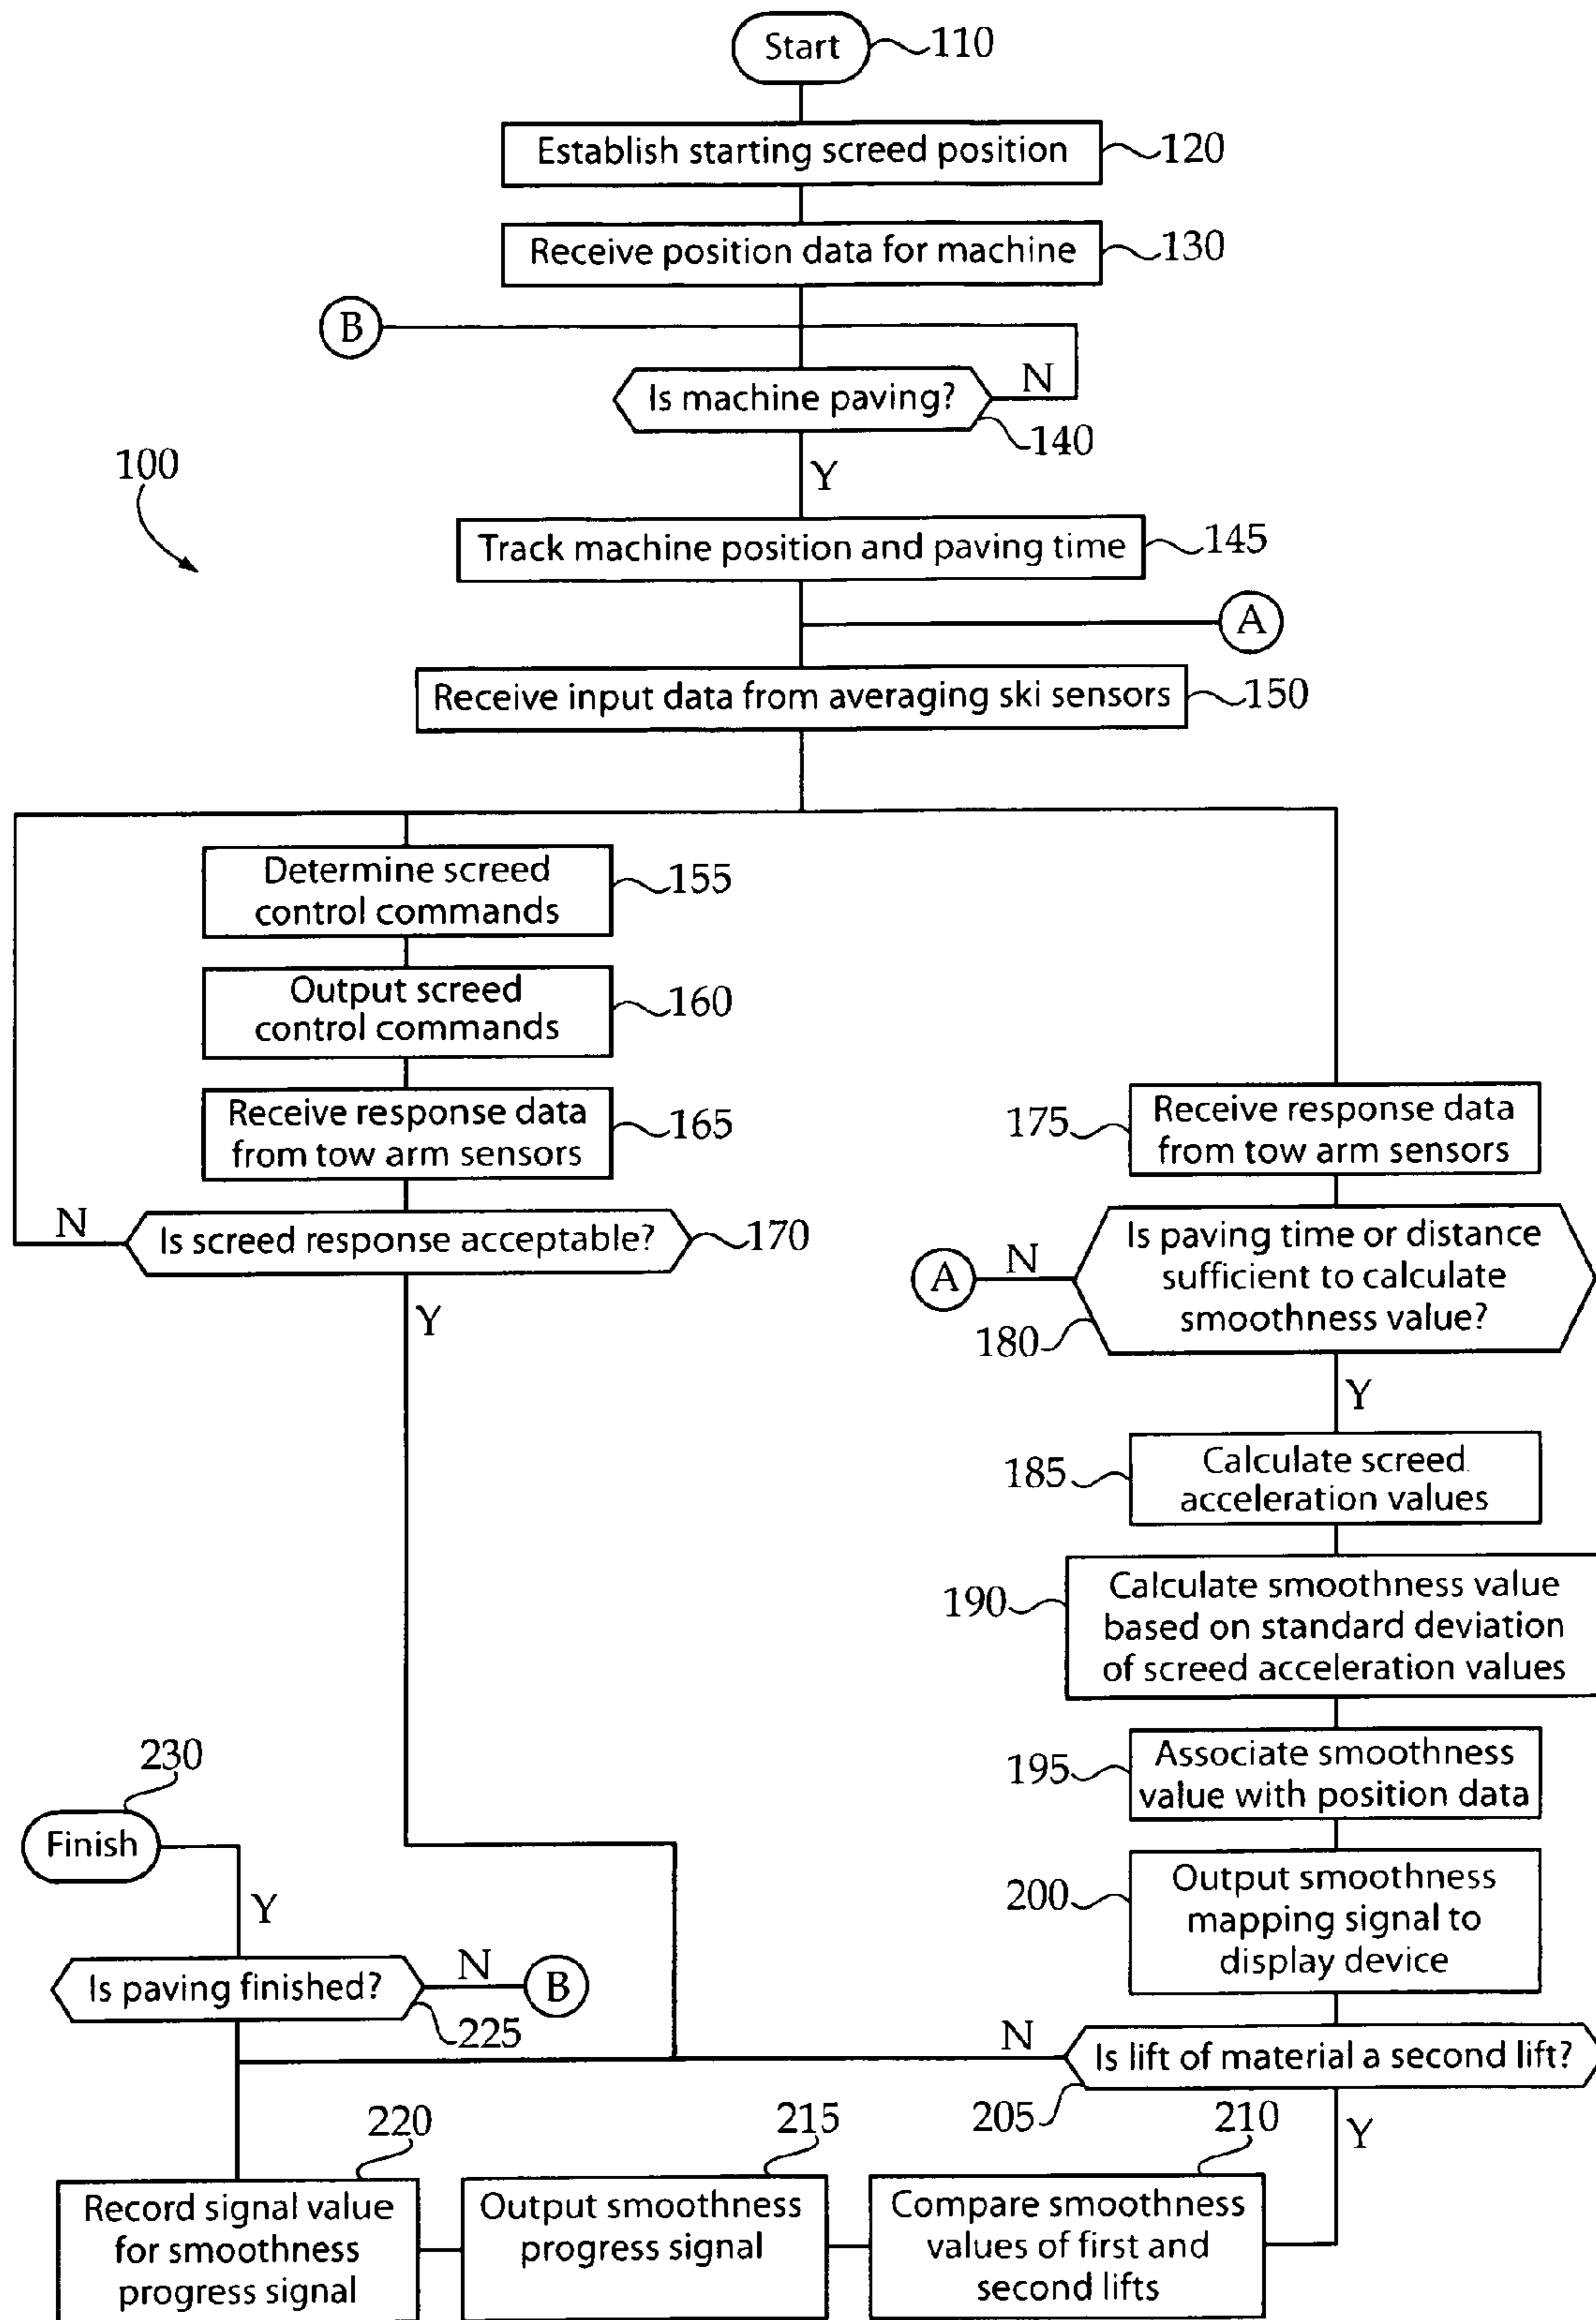 Start
110
Establish starting screed position
120
Receive position data for machine
130
B
Is machine paving?
N
140
Y
100
Track machine position and paving time
145
A
Receive input data from averaging ski sensors
150
Determine screed
control commands
155
Output screed
control commands
160
Receive response data
from tow arm sensors
165
N
Is screed response acceptable?
170
Y
175
Receive response data
from tow arm sensors
A
N
Is paving time or distance
sufficient to calculate
smoothness value?
180
Y
185
Calculate screed
acceleration values
190
Calculate smoothness value
based on standard deviation
of screed acceleration values
195
Associate smoothness
value with position data
200
Output smoothness
mapping signal to
display device
N
Is lift of material a second lift?
205
Y
210
Compare smoothness
values of first and
second lifts
215
Output smoothness
progress signal
220
Record signal value
for smoothness
progress signal
Is paving finished?
N
B
225
Y
230
Finish